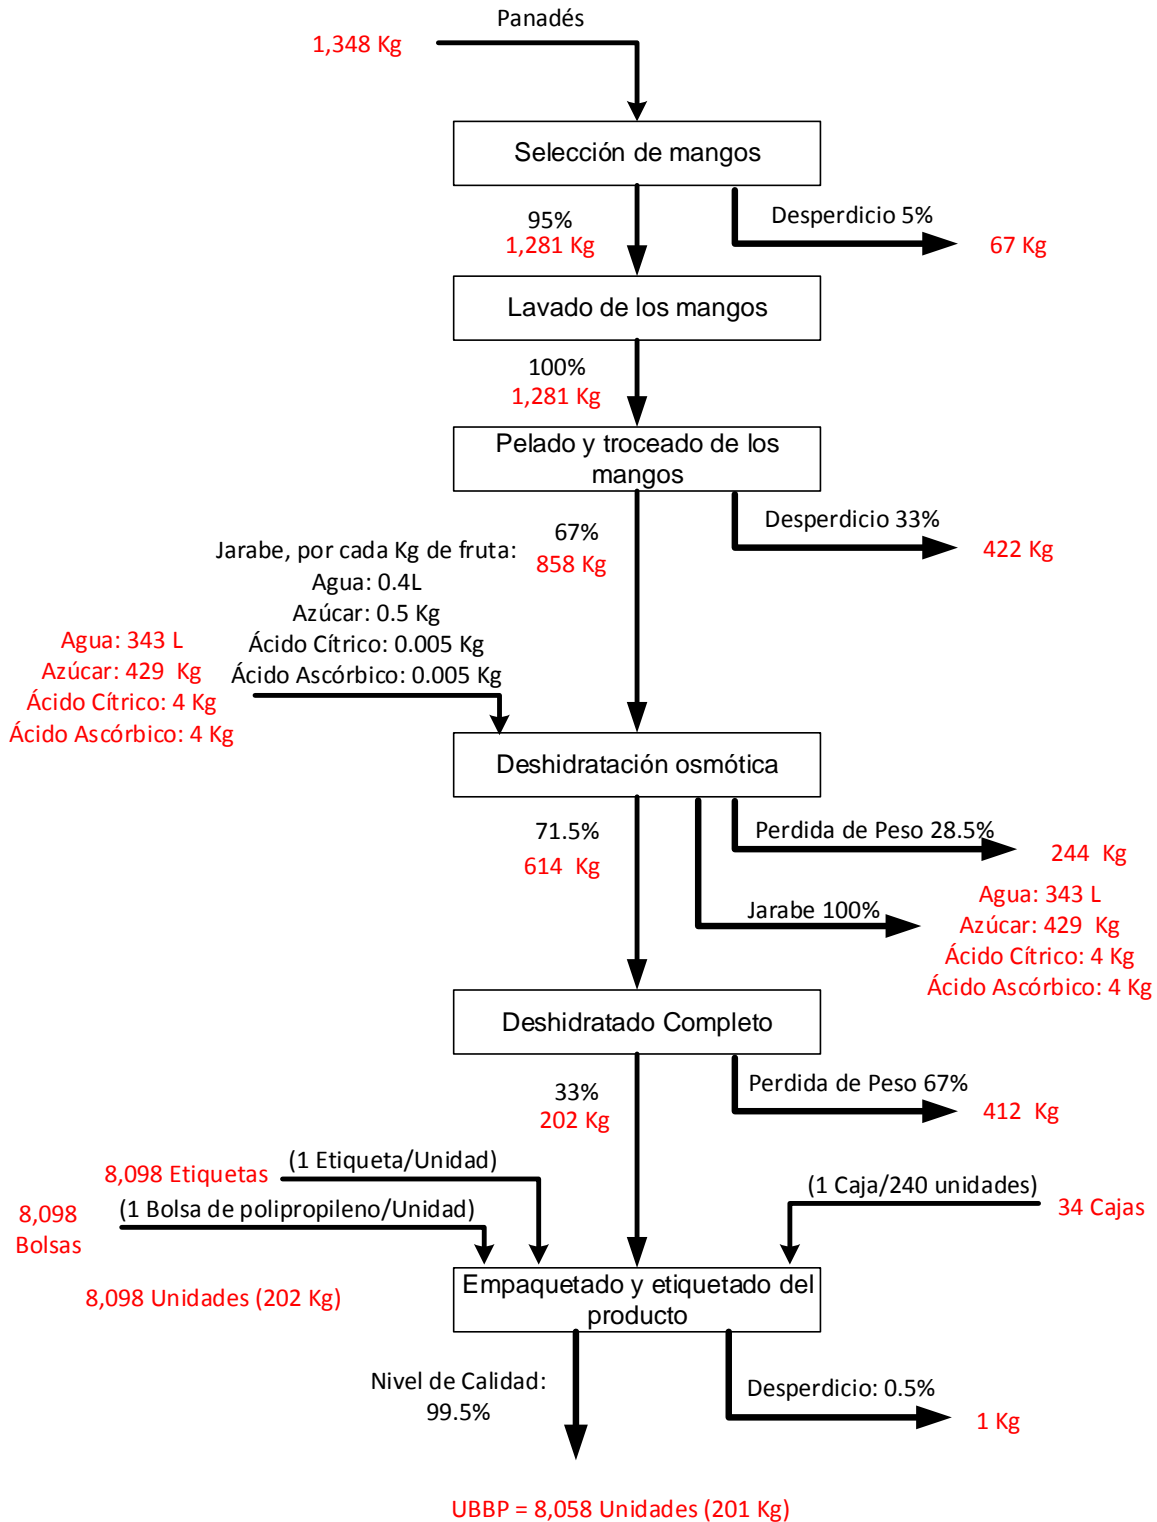 Panadés
1,348 Kg
Selección de mangos
95%
1,281 Kg
Desperdicio 5%
67 Kg
Lavado de los mangos
100%
1,281 Kg
Pelado y troceado de los
mangos
67%
858 Kg
Desperdicio 33%
422 Kg
Jarabe, por cada Kg de fruta:
Agua: 0.4L
Azúcar: 0.5 Kg
Ácido Cítrico: 0.005 Kg
Ácido Ascórbico: 0.005 Kg
Agua: 343 L
Azúcar: 429 Kg
Ácido Cítrico: 4 Kg
Ácido Ascórbico: 4 Kg
Deshidratación osmótica
71.5%
614 Kg
Perdida de Peso 28.5%
244 Kg
Jarabe 100%
Agua: 343 L
Azúcar: 429 Kg
Ácido Cítrico: 4 Kg
Ácido Ascórbico: 4 Kg
Deshidratado Completo
33%
202 Kg
Perdida de Peso 67%
412 Kg
8,098 Etiquetas
(1 Etiqueta/Unidad)
8,098
Bolsas
(1 Bolsa de polipropileno/Unidad)
(1 Caja/240 unidades)
34 Cajas
8,098 Unidades (202 Kg)
Empaquetado y etiquetado del
producto
Nivel de Calidad:
99.5%
Desperdicio: 0.5%
1 Kg
UBBP = 8,058 Unidades (201 Kg)